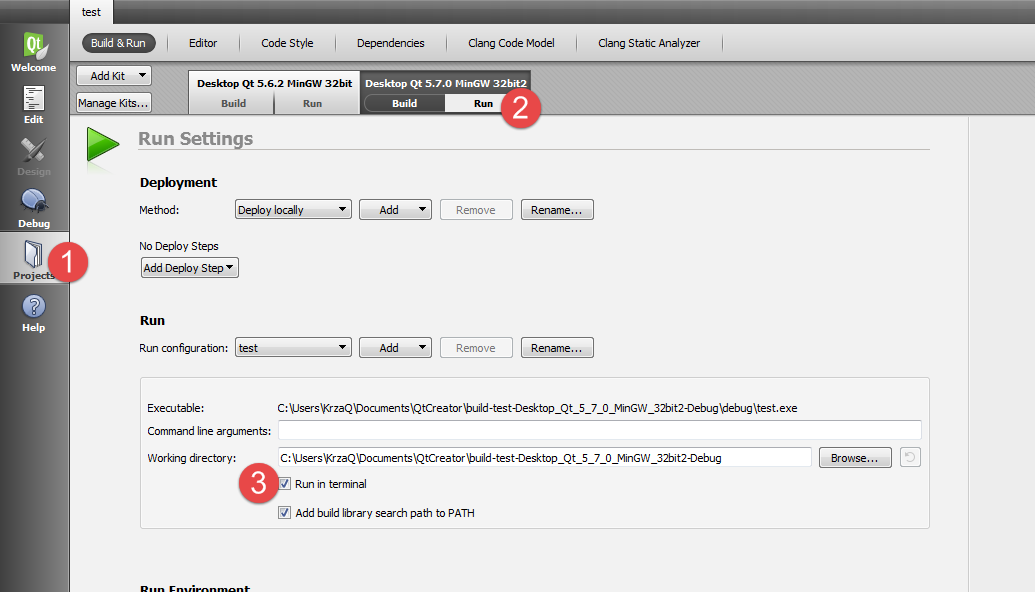 test
Build & Run
Editor
Code Style
Dependencies
Clang Code Model
Clang Static Analyzer
Qt
Welcome
Edit
Design
Debug
Projects
1
Help
Add Kit
Manage Kits...
Desktop Qt 5.6.2 MinGW 32bit
Build
Run
Desktop Qt 5.7.0 MinGW 32bit2
Build
Run
2
Run Settings
Deployment
Method:
Deploy locally
Add
Remove
Rename...
No Deploy Steps
Add Deploy Step
Run
Run configuration:
test
Add
Remove
Rename...
Executable:
C:\Users\KrzaQ\Documents\QtCreator\build-test-Desktop_Qt_5_7_0_MinGW_32bit2-Debug\debug\test.exe
Command line arguments:
Working directory:
C:\Users\KrzaQ\Documents\QtCreator\build-test-Desktop_Qt_5_7_0_MinGW_32bit2-Debug
Browse...
3
Run in terminal
Add build library search path to PATH
Run Environment